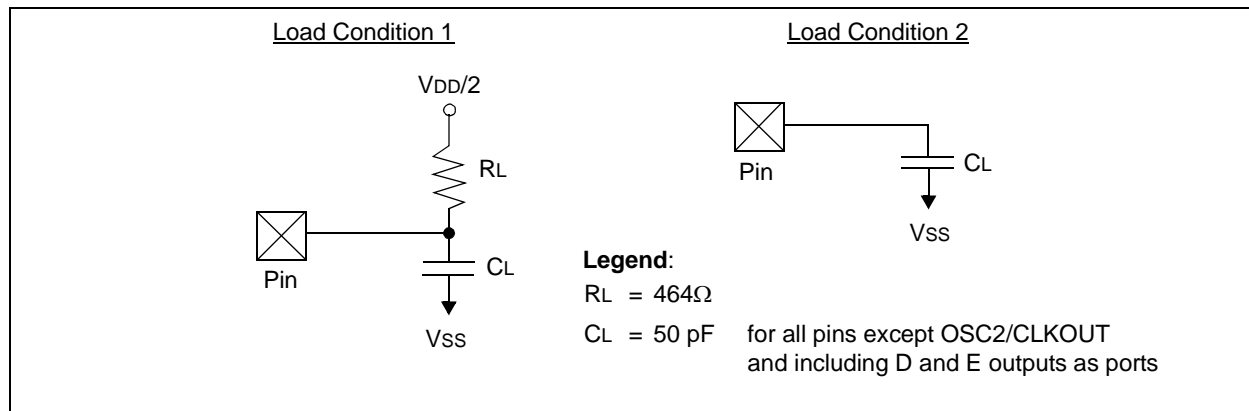 Load Condition 1
VDD/2
RL
Pin
CL
VSS
Load Condition 2
Pin
CL
VSS
Legend:
RL = 464Ω
CL = 50 pF for all pins except OSC2/CLKOUT
and including D and E outputs as ports